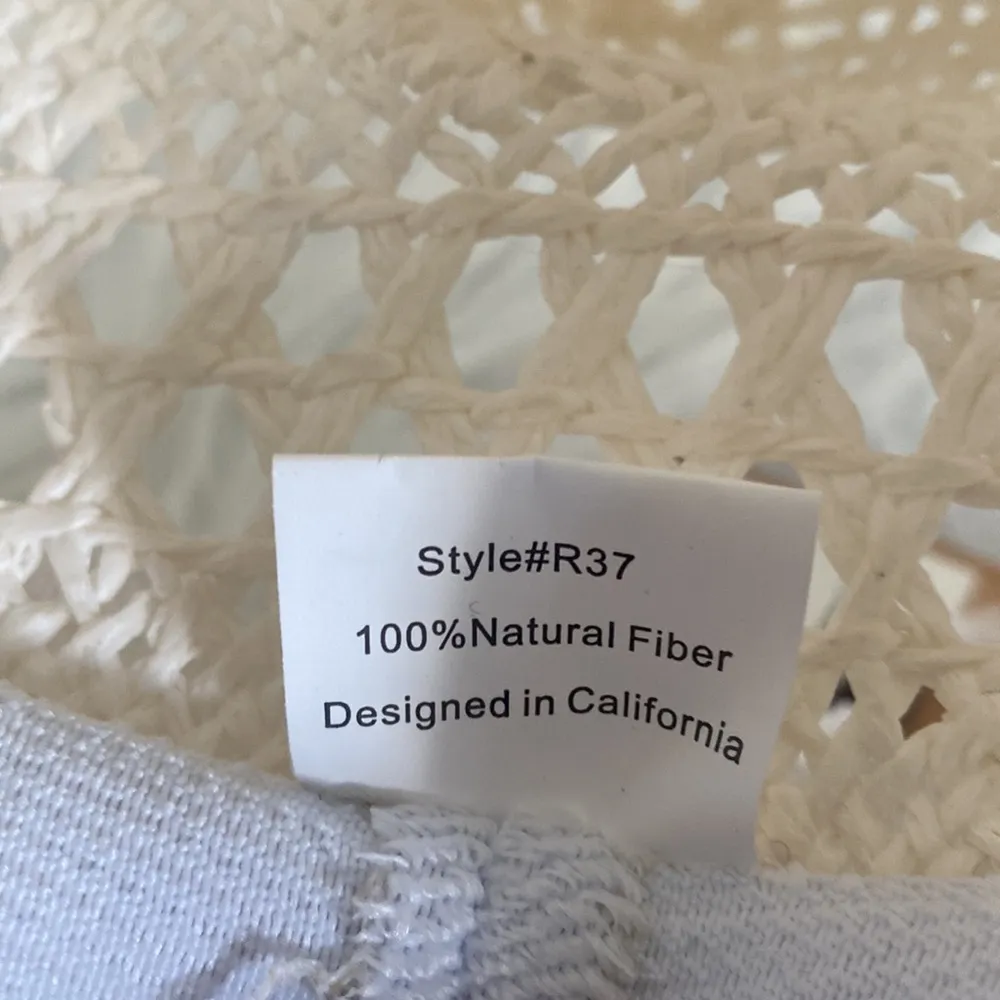 Style#R37
100%Natural Fiber
Designed in California